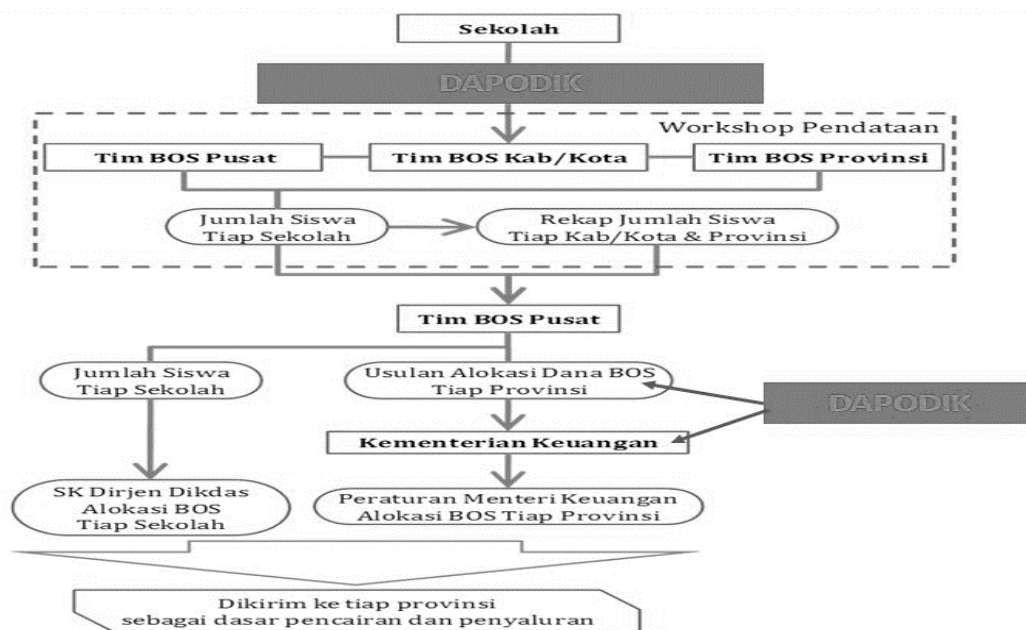 Sekolah
DAPODIK
Workshop Pendataan
Tim BOS Pusat
Tim BOS Kab/Kota
Tim BOS Provinsi
Jumlah Siswa
Tiap Sekolah
Rekap Jumlah Siswa
Tiap Kab/Kota & Provinsi
Tim BOS Pusat
Jumlah Siswa
Tiap Sekolah
Usulan Alokasi Dana BOS
Tiap Provinsi
DAPODIK
Kementerian Keuangan
SK Dirjen Dikdas
Alokasi BOS
Tiap Sekolah
Peraturan Menteri Keuangan
Alokasi BOS Tiap Provinsi
Dikirim ke tiap provinsi
sebagai dasar pencairan dan penyaluran